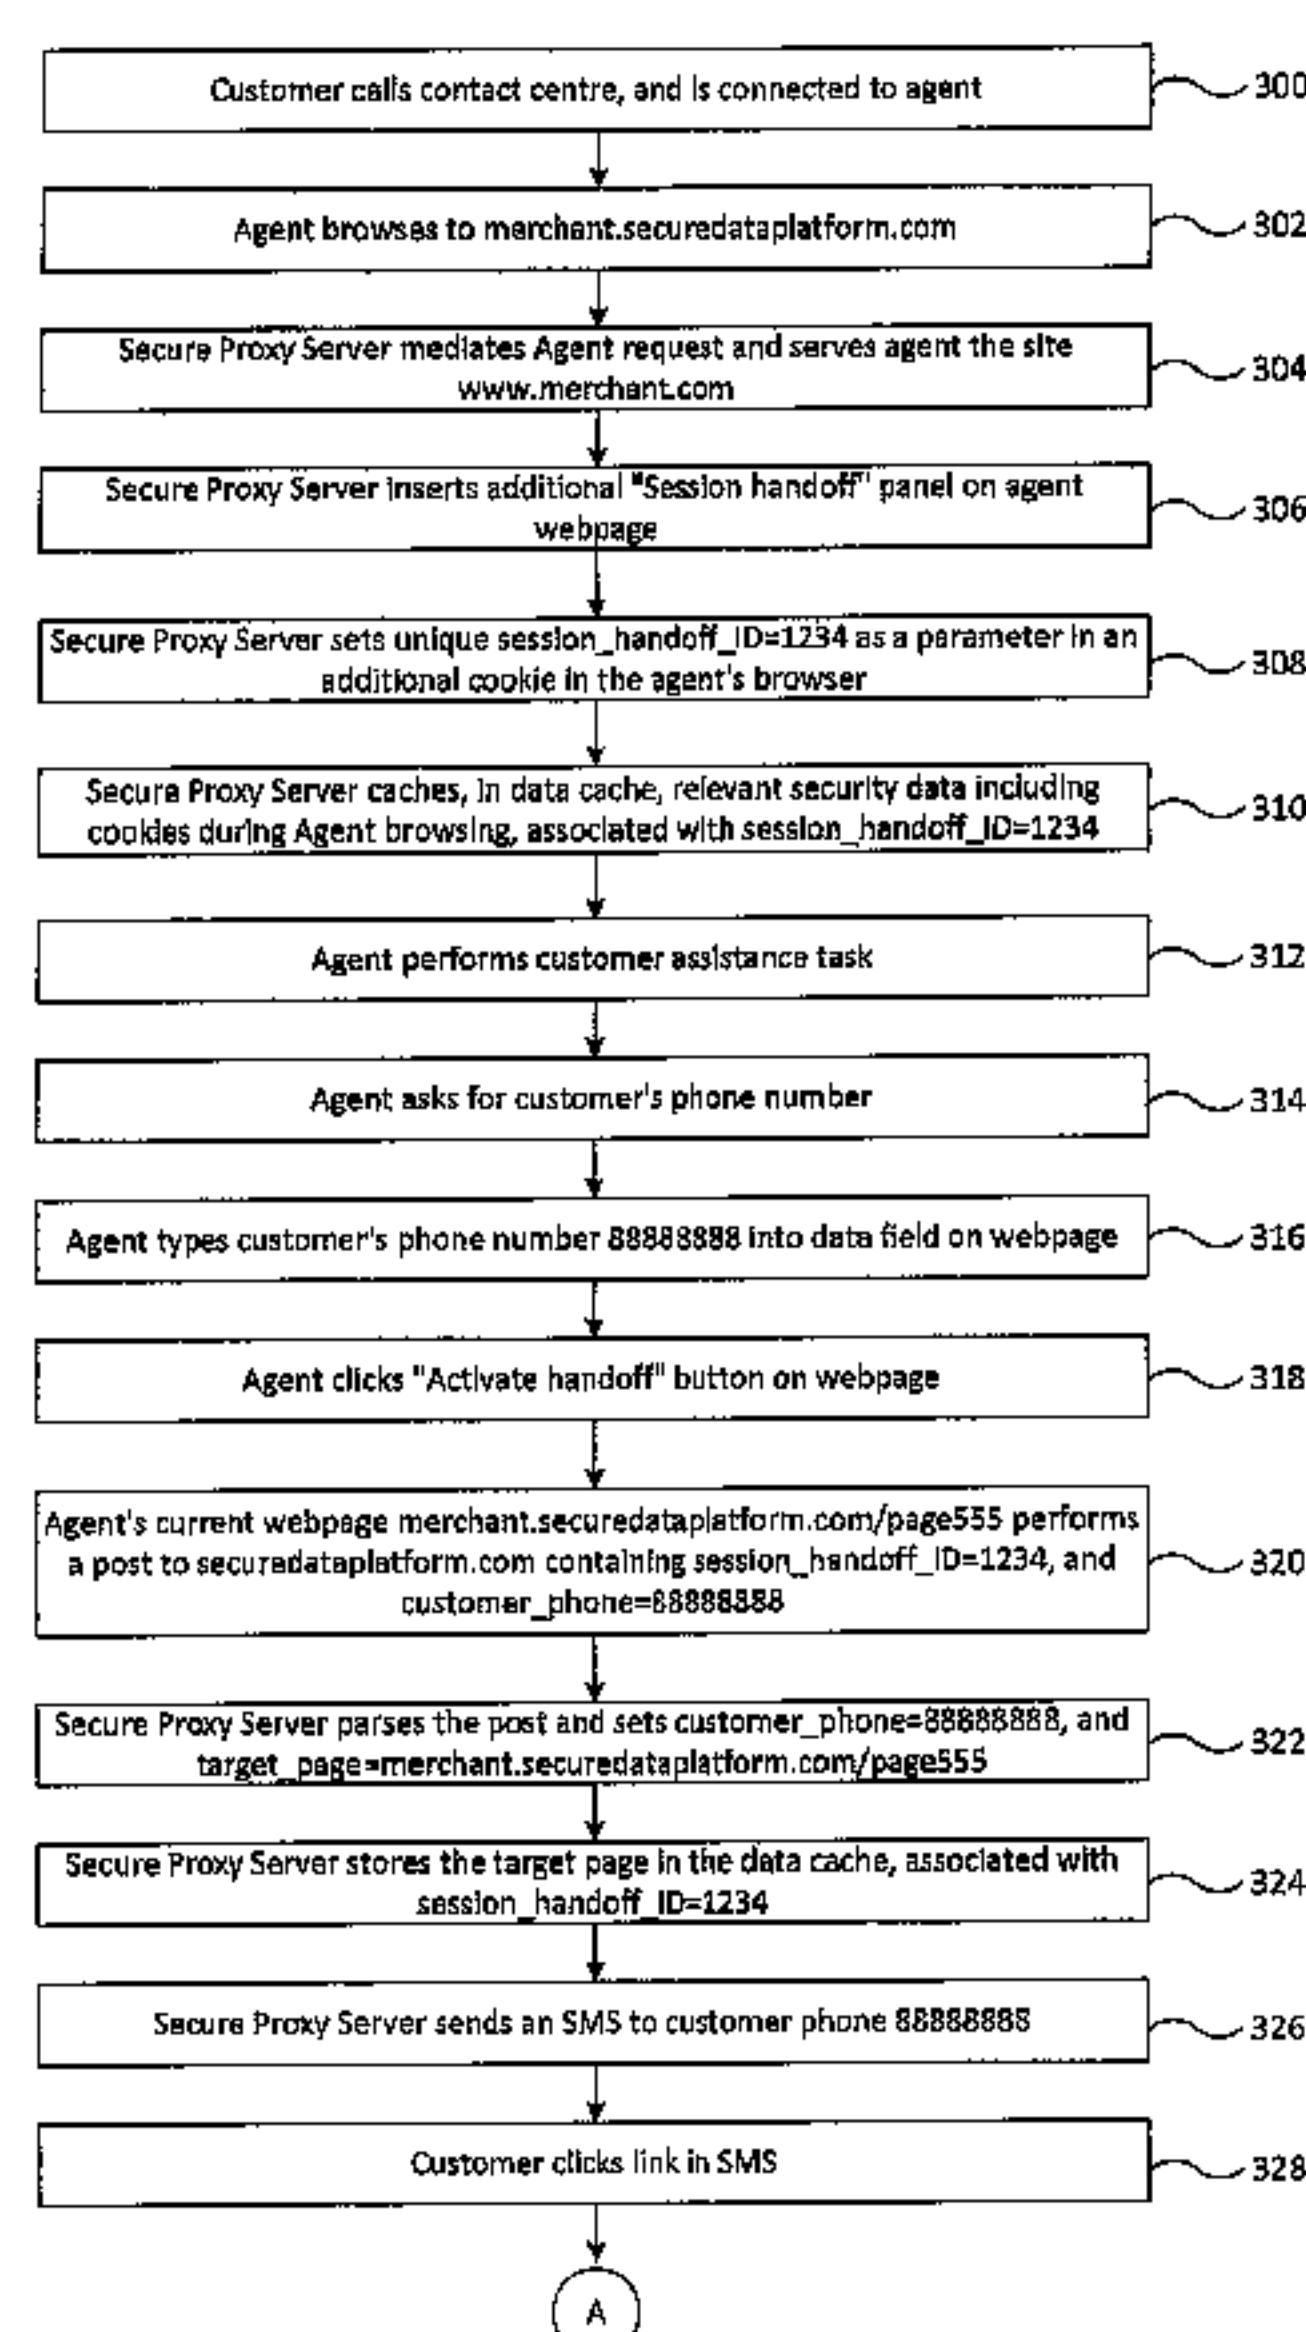 Customer calls contact centre, and is connected to agent
300
Agent browses to merchant.securedataplatform.com
302
Secure Proxy Server mediates Agent request and serves agent the site
www.merchant.com
304
Secure Proxy Server inserts additional "Session handoff" panel on agent
webpage
306
Secure Proxy Server sets unique session_handoff_ID=1234 as a parameter in an
additional cookie in the agent's browser
308
Secure Proxy Server caches, in data cache, relevant security data including
cookies during Agent browsing, associated with session_handoff_ID=1234
310
Agent performs customer assistance task
312
Agent asks for customer's phone number
314
Agent types customer's phone number 88888888 into data field on webpage
316
Agent clicks "Activate handoff" button on webpage
318
Agent's current webpage merchant.securedataplatform.com/page555 performs
a post to securedataplatform.com containing session_handoff_ID=1234, and
customer_phone=88888888
320
Secure Proxy Server parses the post and sets customer_phone=88888888, and
target_page=merchant.securedataplatform.com/page555
322
Secure Proxy Server stores the target page in the data cache, associated with
session_handoff_ID=1234
324
Secure Proxy Server sends an SMS to customer phone 88888888
326
Customer clicks link in SMS
328
A